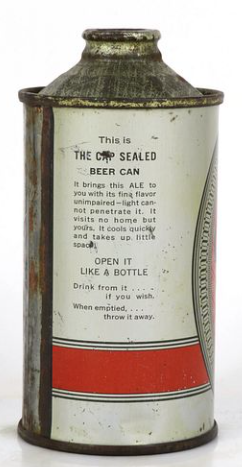 This is
THE CAP SEALED
BEER CAN
It brings this ALE to
you with its fine flavor
unimpaired—light can-
not penetrate it. It
visits no home but
yours. It cools quickly
and takes up little
space.
OPEN IT
LIKE A BOTTLE
Drink from it ....
if you wish.
When emptied, ...
throw it away.